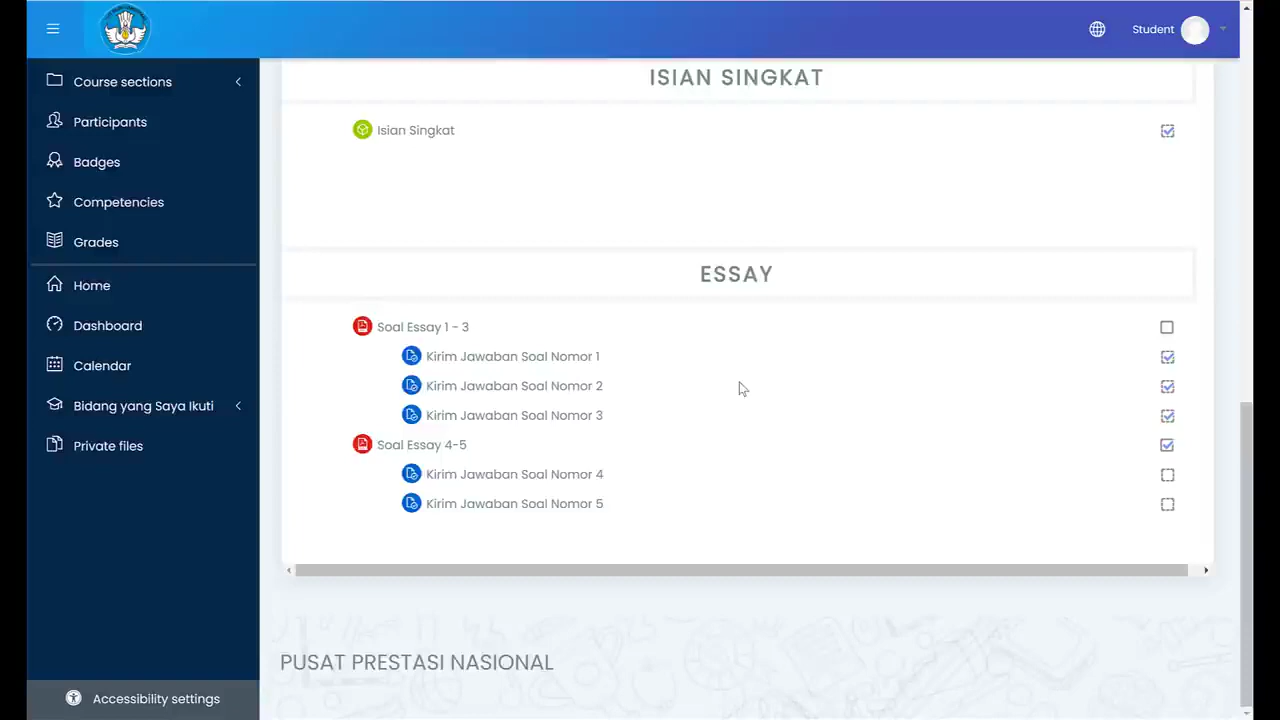 Student
Course sections
Participants
Badges
Competencies
Grades
Home
Dashboard
Calendar
Bidang yang Saya Ikuti
Private files
Accessibility settings
ISIAN SINGKAT
Isian Singkat
ESSAY
Soal Essay 1 - 3
Kirim Jawaban Soal Nomor 1
Kirim Jawaban Soal Nomor 2
Kirim Jawaban Soal Nomor 3
Soal Essay 4-5
Kirim Jawaban Soal Nomor 4
Kirim Jawaban Soal Nomor 5
PUSAT PRESTASI NASIONAL